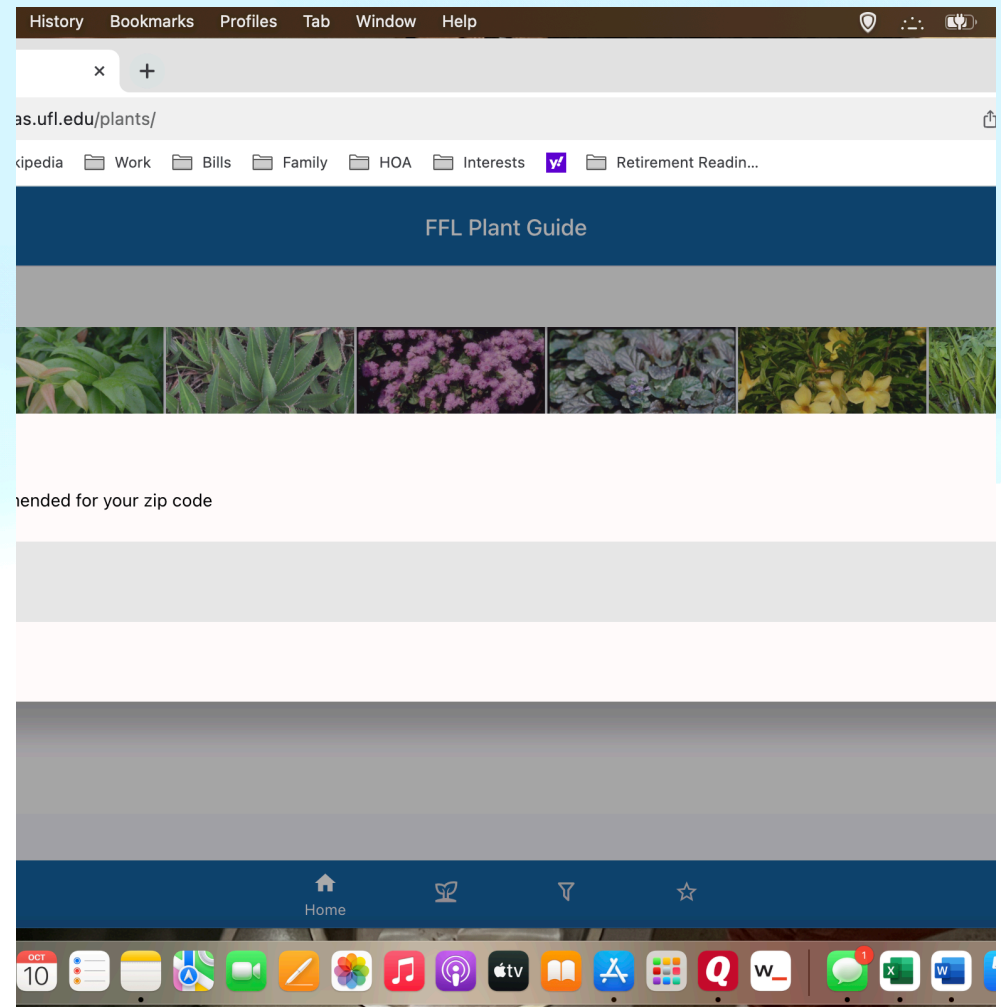 History Bookmarks Profiles Tab Window Help
as.ufl.edu/plants/
kipedia Work Bills Family HOA Interests y! Retirement Readin...
FFL Plant Guide
ended for your zip code
Home
OCT
10
tv
Q
w_
1
X
W